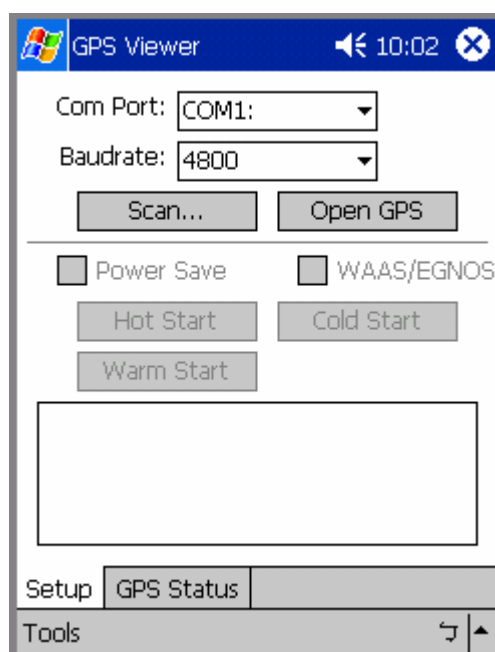 GPS Viewer 10:02
Com Port: COM1:
Baudrate: 4800
Scan... Open GPS
Power Save WAAS/EGNOS
Hot Start Cold Start
Warm Start
Setup GPS Status
Tools